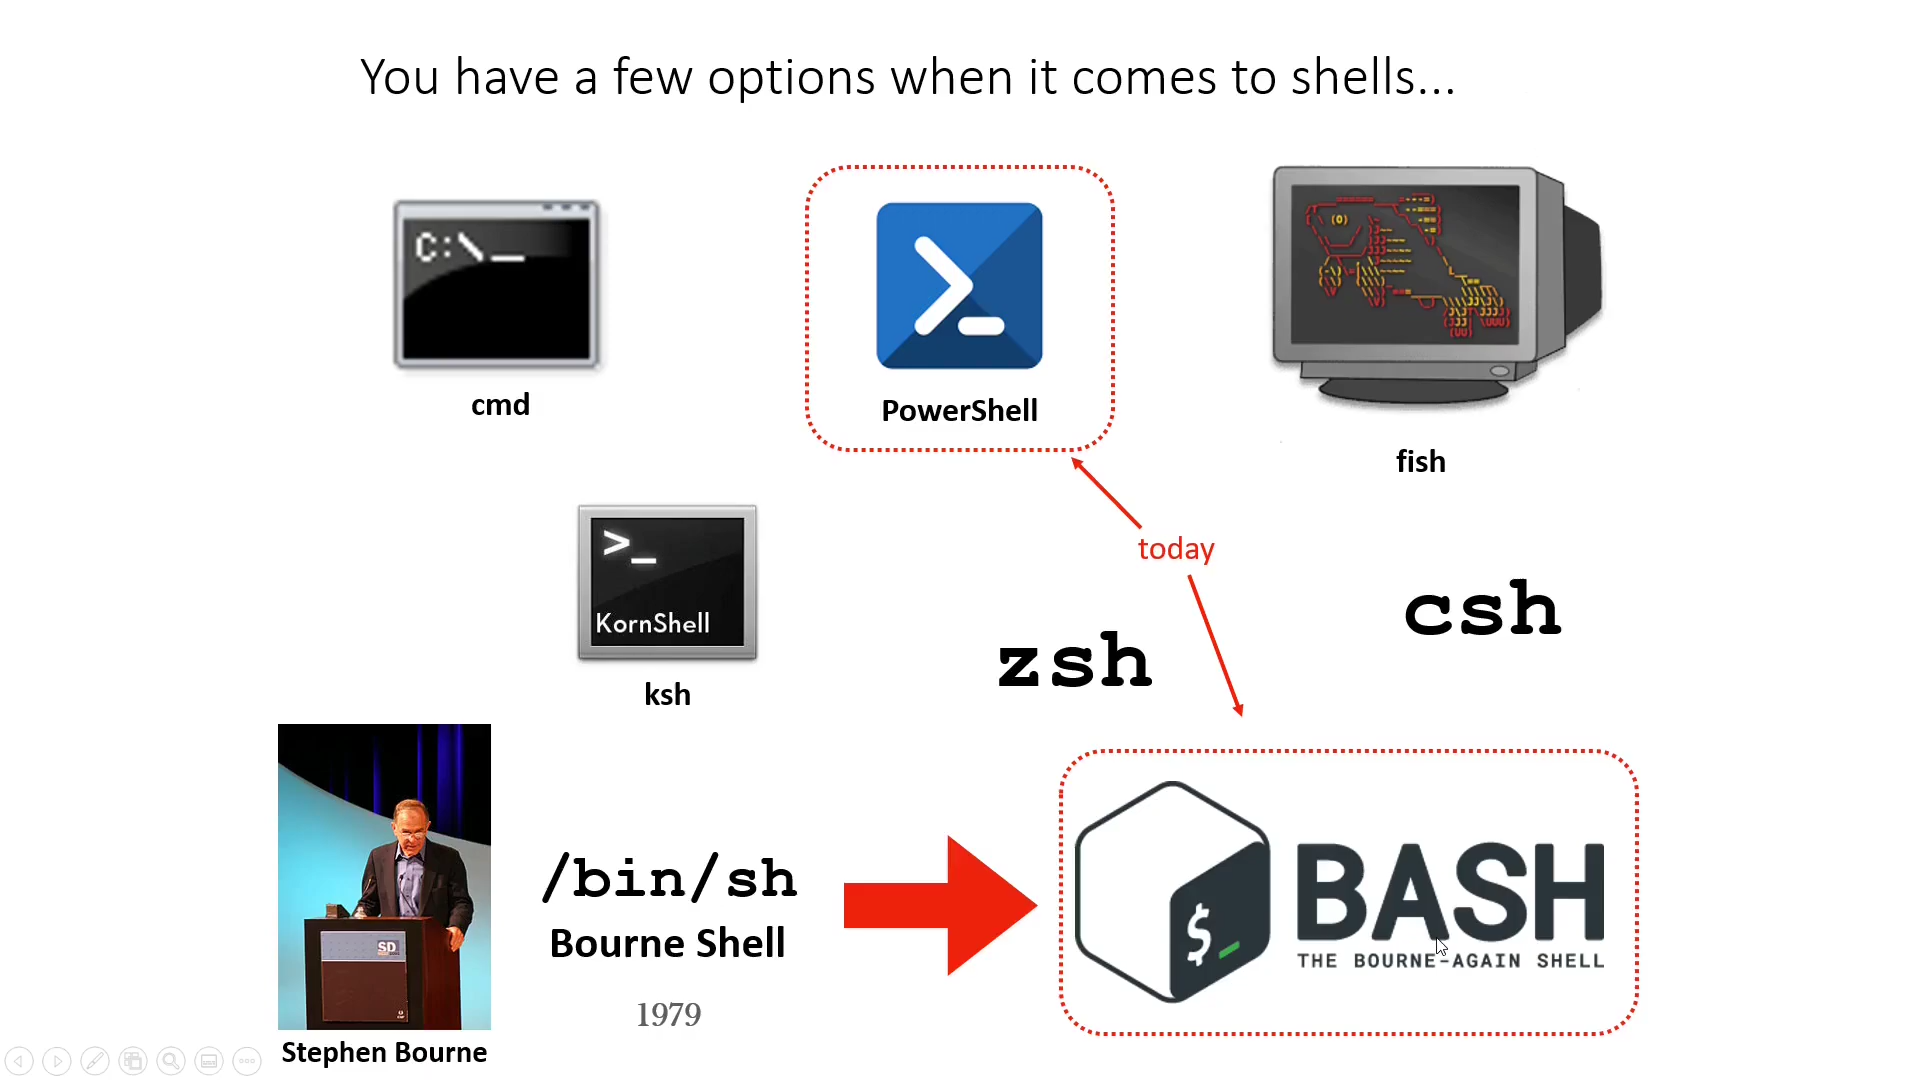 You have a few options when it comes to shells...
C:\_
cmd
PowerShell
fish
today
>_
KornShell
ksh
zsh
csh
SD
Stephen Bourne
/bin/sh
Bourne Shell
1979
$_
BASH
THE BOURNE-AGAIN SHELL